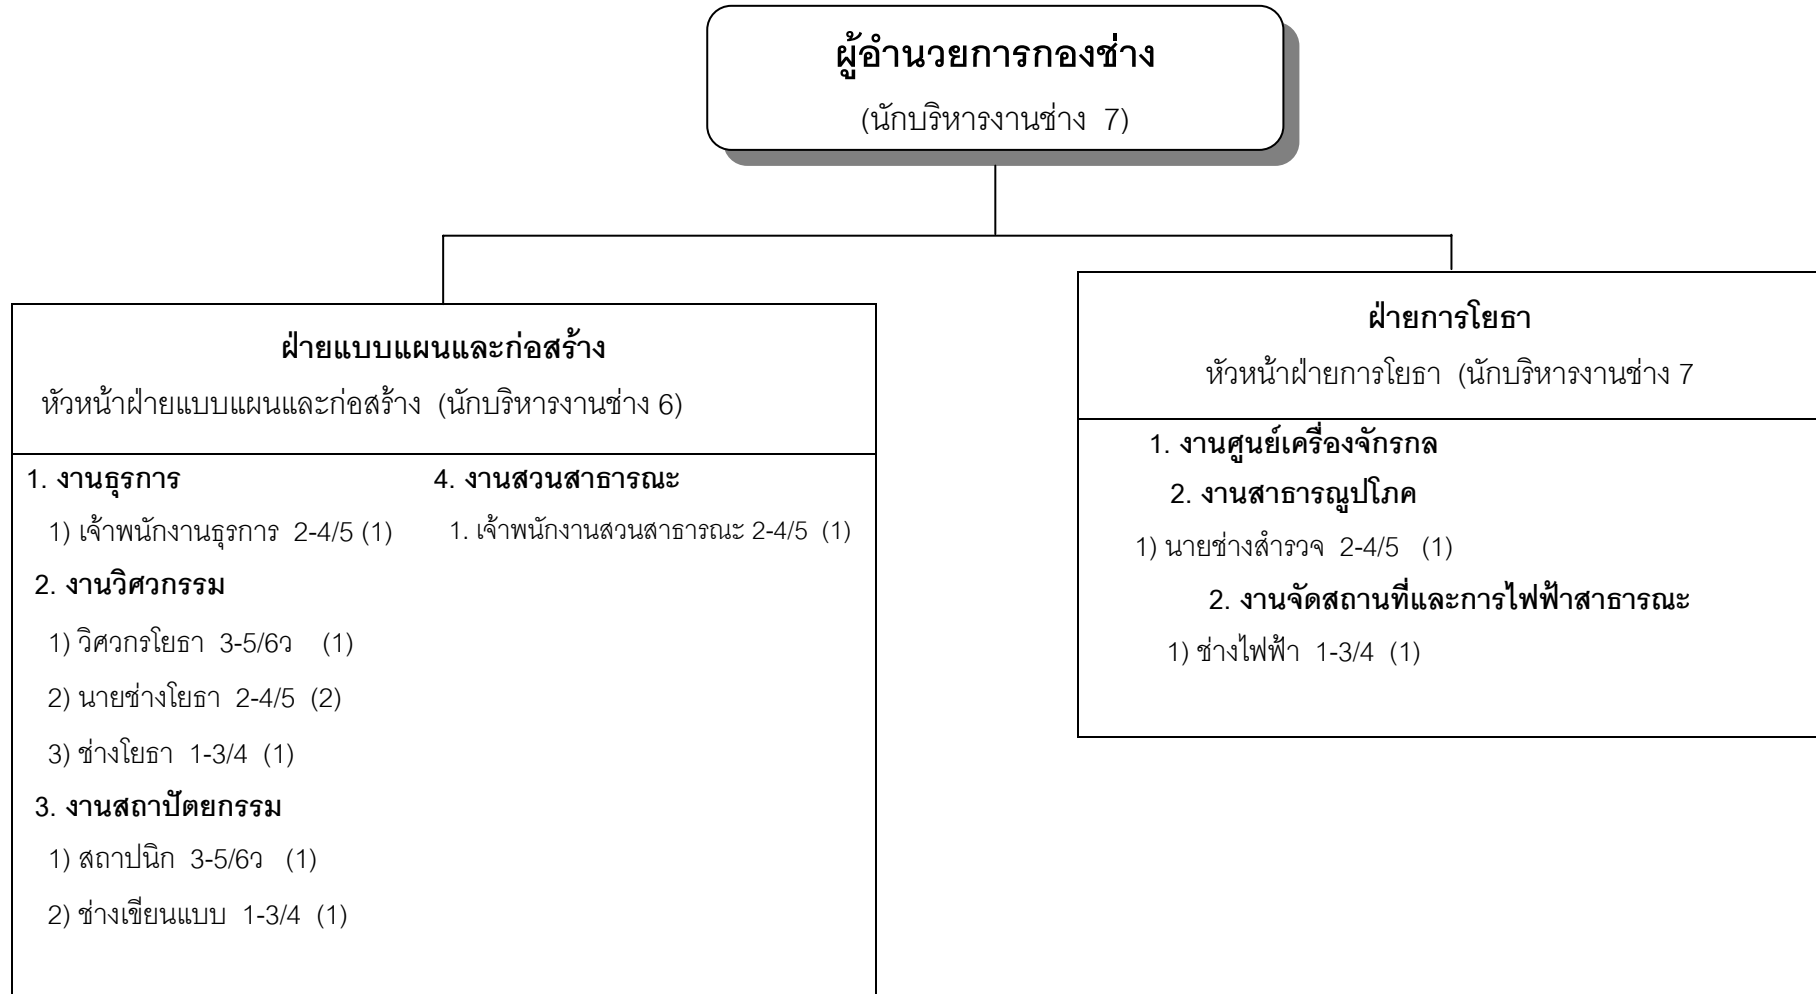 ผู้อำนวยการกองช่าง
(นักบริหารงานช่าง 7)
ฝ่ายแบบแผนและก่อสร้าง
หัวหน้าฝ่ายแบบแผนและก่อสร้าง (นักบริหารงานช่าง 6)
1. งานธุรการ
1) เจ้าพนักงานธุรการ 2-4/5 (1)
2. งานวิศวกรรม
1) วิศวกรโยธา 3-5/6ว (1)
2) นายช่างโยธา 2-4/5 (2)
3) ช่างโยธา 1-3/4 (1)
3. งานสถาปัตยกรรม
1) สถาปนิก 3-5/6ว (1)
2) ช่างเขียนแบบ 1-3/4 (1)
4. งานสวนสาธารณะ
1. เจ้าพนักงานสวนสาธารณะ 2-4/5 (1)
ฝ่ายการโยธา
หัวหน้าฝ่ายการโยธา (นักบริหารงานช่าง 7
1. งานศูนย์เครื่องจักรกล
2. งานสาธารณูปโภค
1) นายช่างสำรวจ 2-4/5 (1)
2. งานจัดสถานที่และการไฟฟ้าสาธารณะ
1) ช่างไฟฟ้า 1-3/4 (1)